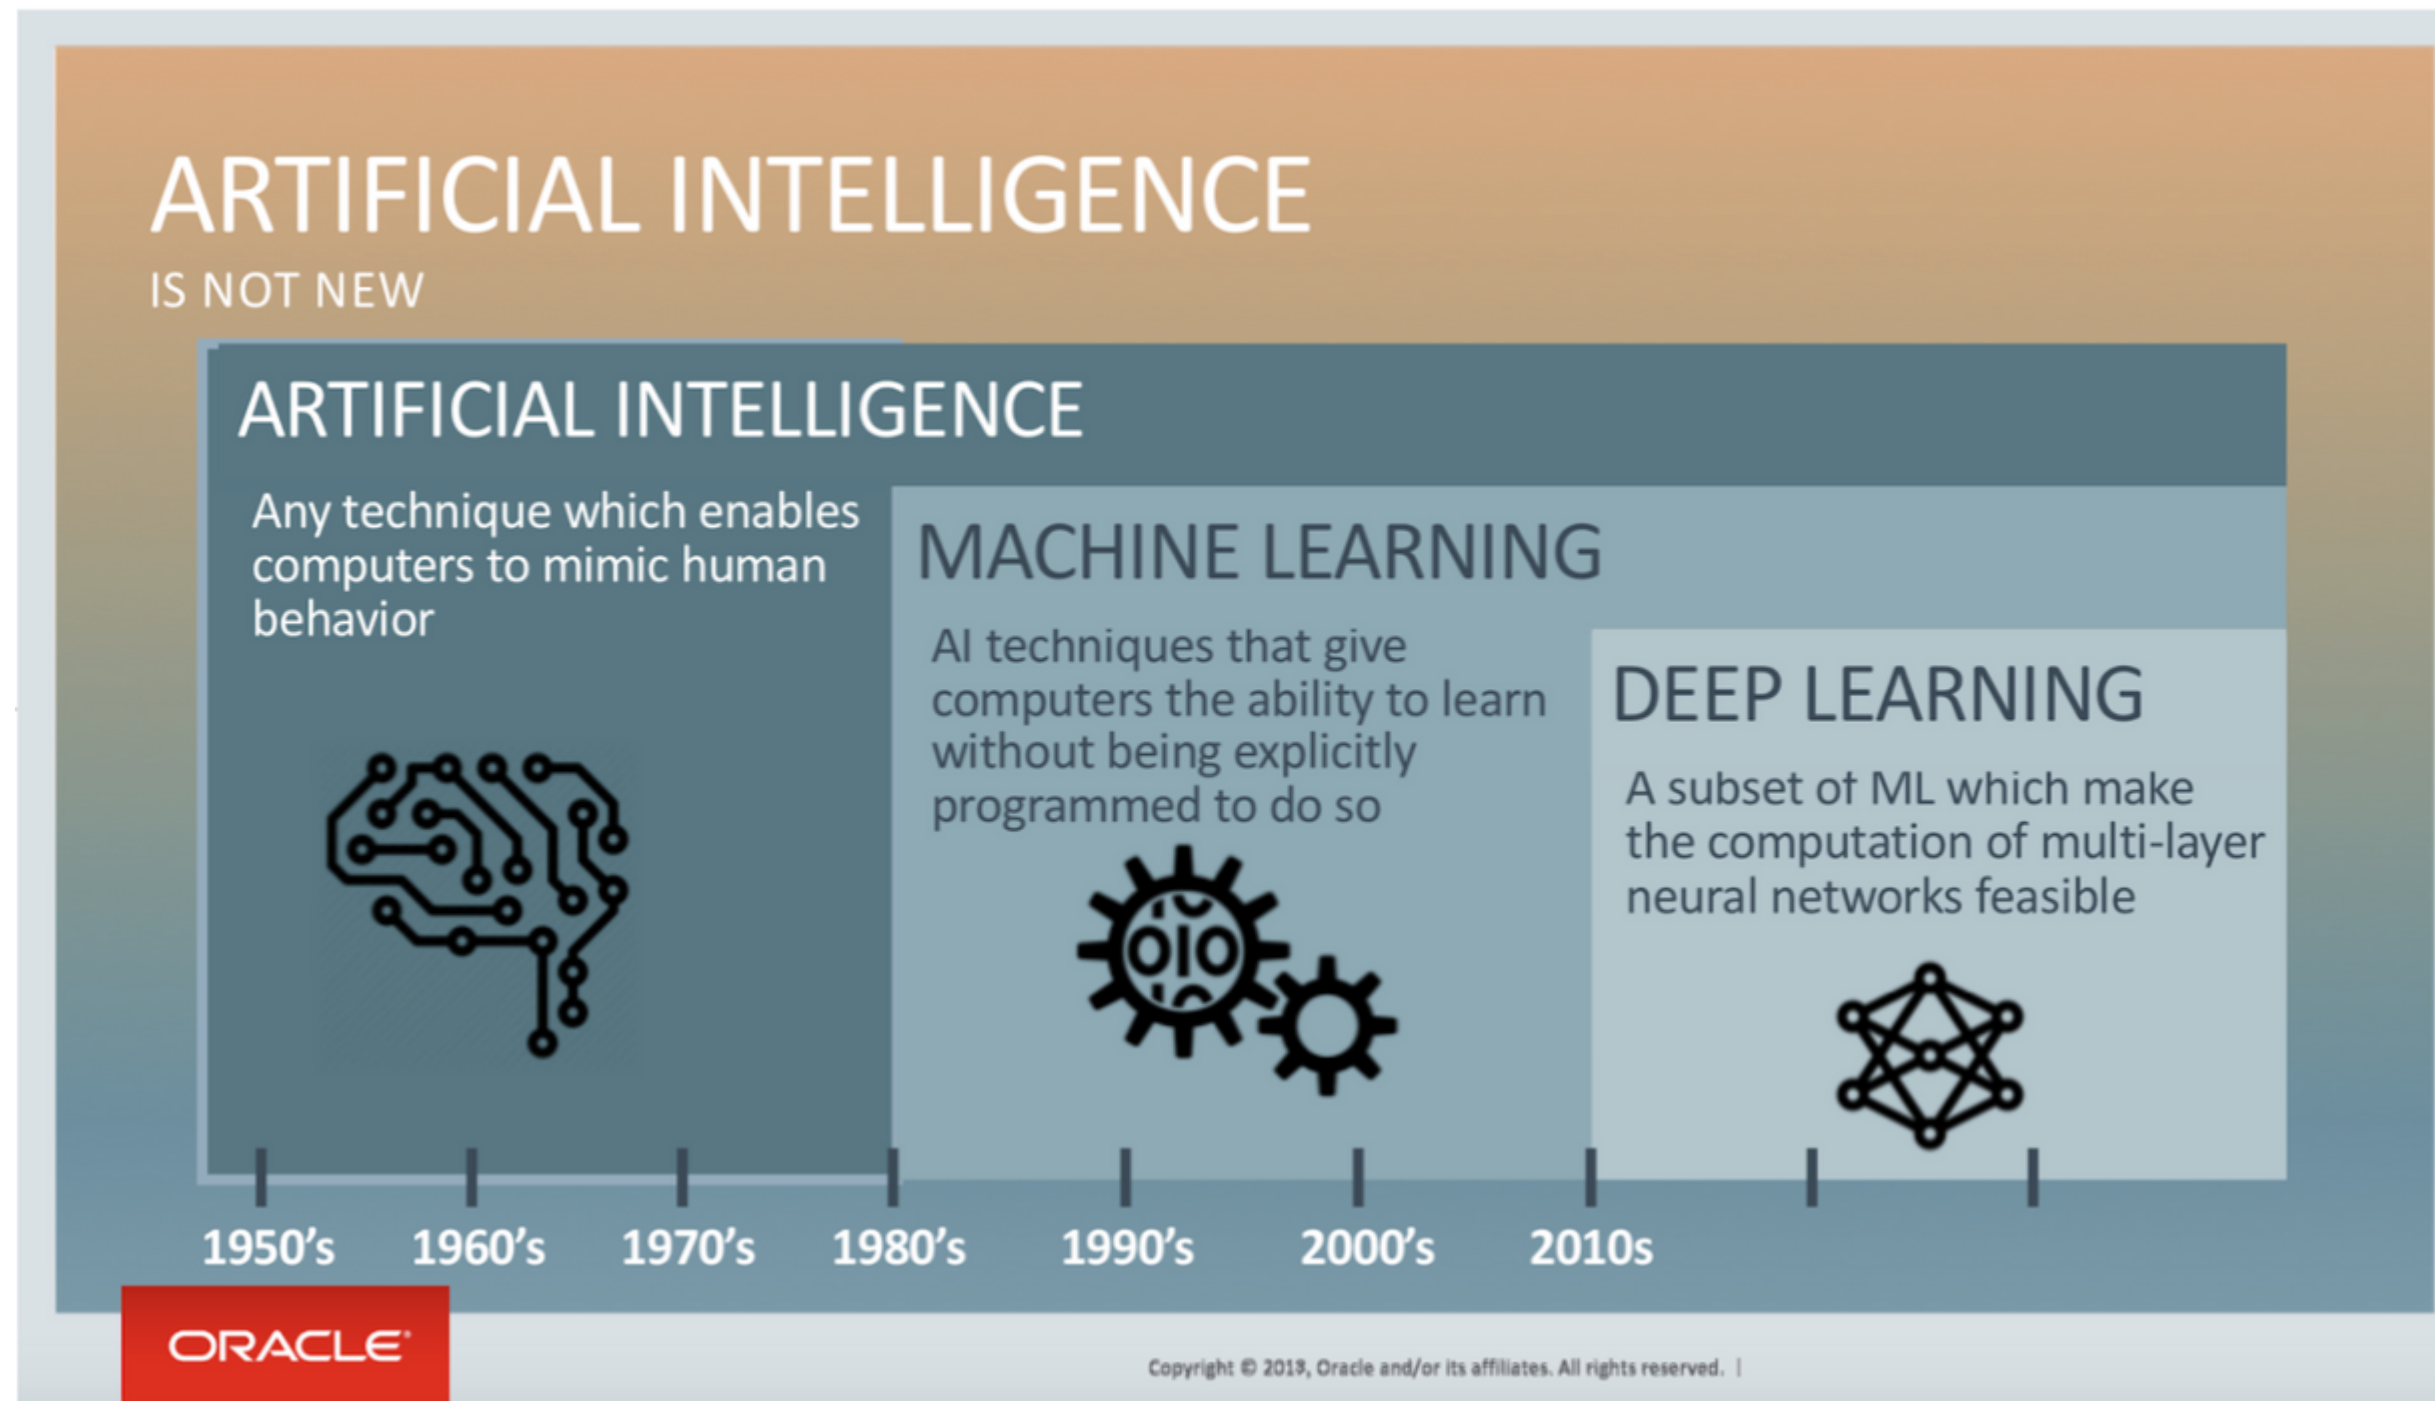 ARTIFICIAL INTELLIGENCE
IS NOT NEW
ARTIFICIAL INTELLIGENCE
Any technique which enables
computers to mimic human
behavior
MACHINE LEARNING
AI techniques that give
computers the ability to learn
without being explicitly
programmed to do so
DEEP LEARNING
A subset of ML which make
the computation of multi-layer
neural networks feasible
OIO
1950's
1960's
1970's
1980's
1990's
2000's
2010s
ORACLE®
Copyright © Oracle and/or its affiliates. All rights reserved. |